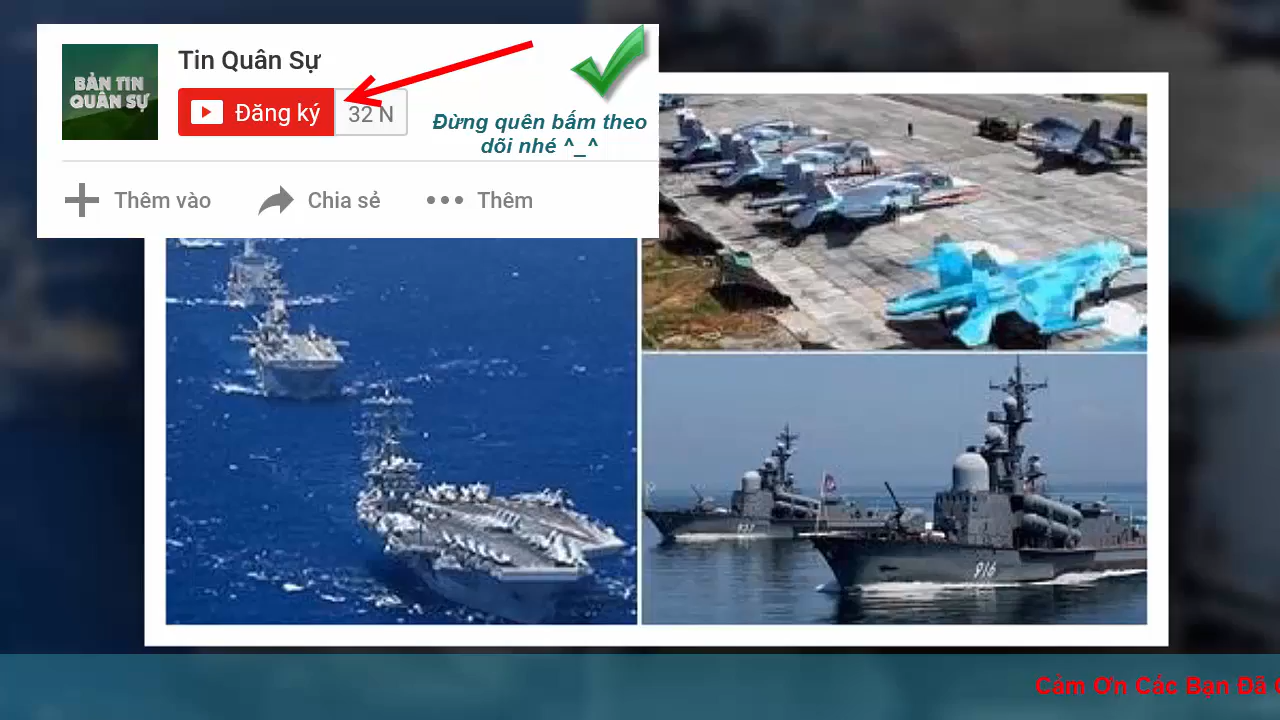 BẢN TIN
QUÂN SỰ
Tin Quân Sự
Đăng ký
32 N
Đừng quên bấm theo
dõi nhé ^_^
Thêm vào
Chia sẻ
Thêm
916
Cảm Ơn Các Bạn Đã